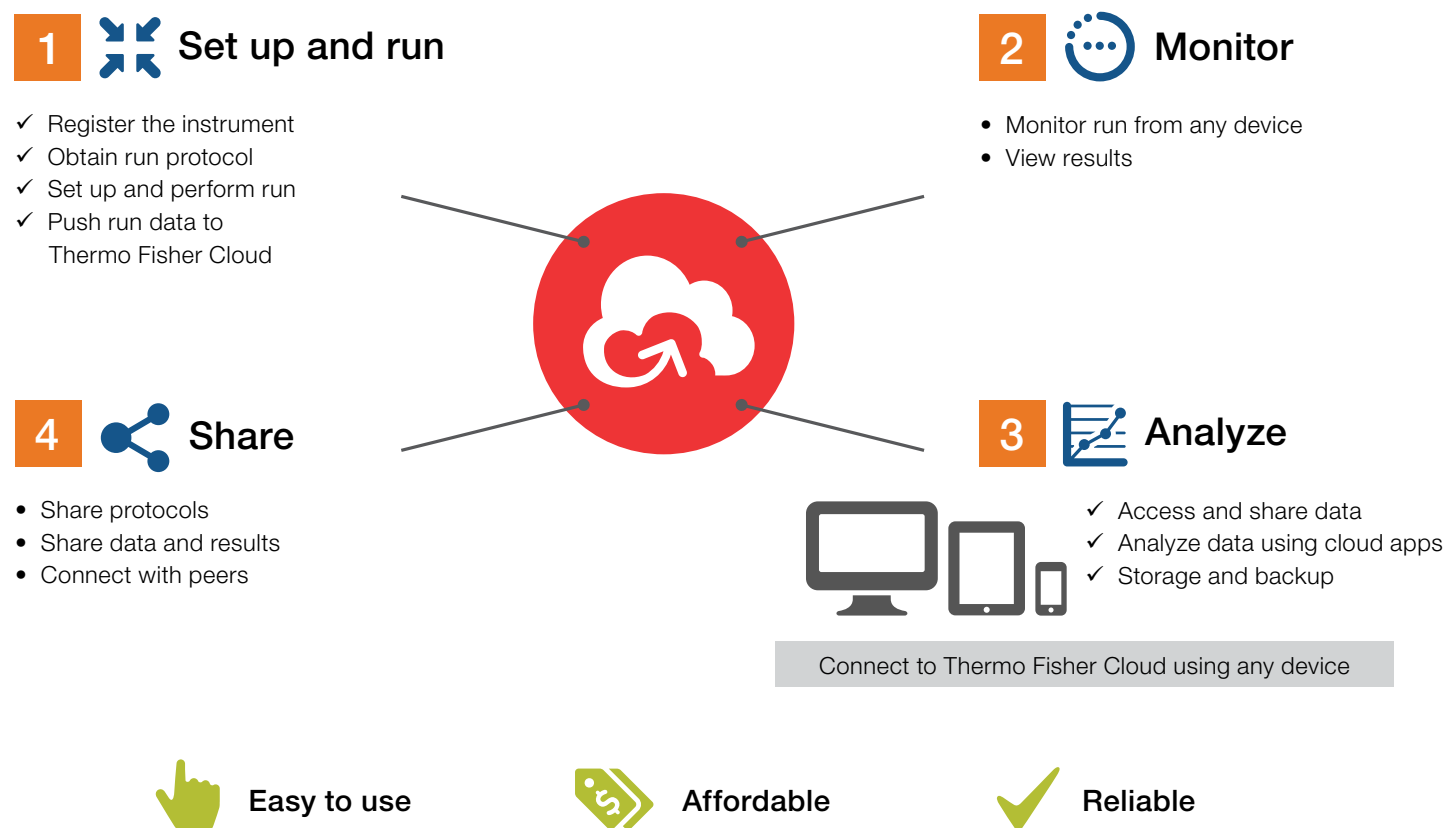 1 Set up and run
✓ Register the instrument
✓ Obtain run protocol
✓ Set up and perform run
✓ Push run data to
Thermo Fisher Cloud
2 Monitor
• Monitor run from any device
• View results
3 Analyze
✓ Access and share data
✓ Analyze data using cloud apps
✓ Storage and backup
Connect to Thermo Fisher Cloud using any device
4 Share
• Share protocols
• Share data and results
• Connect with peers
Easy to use
$
Affordable
Reliable